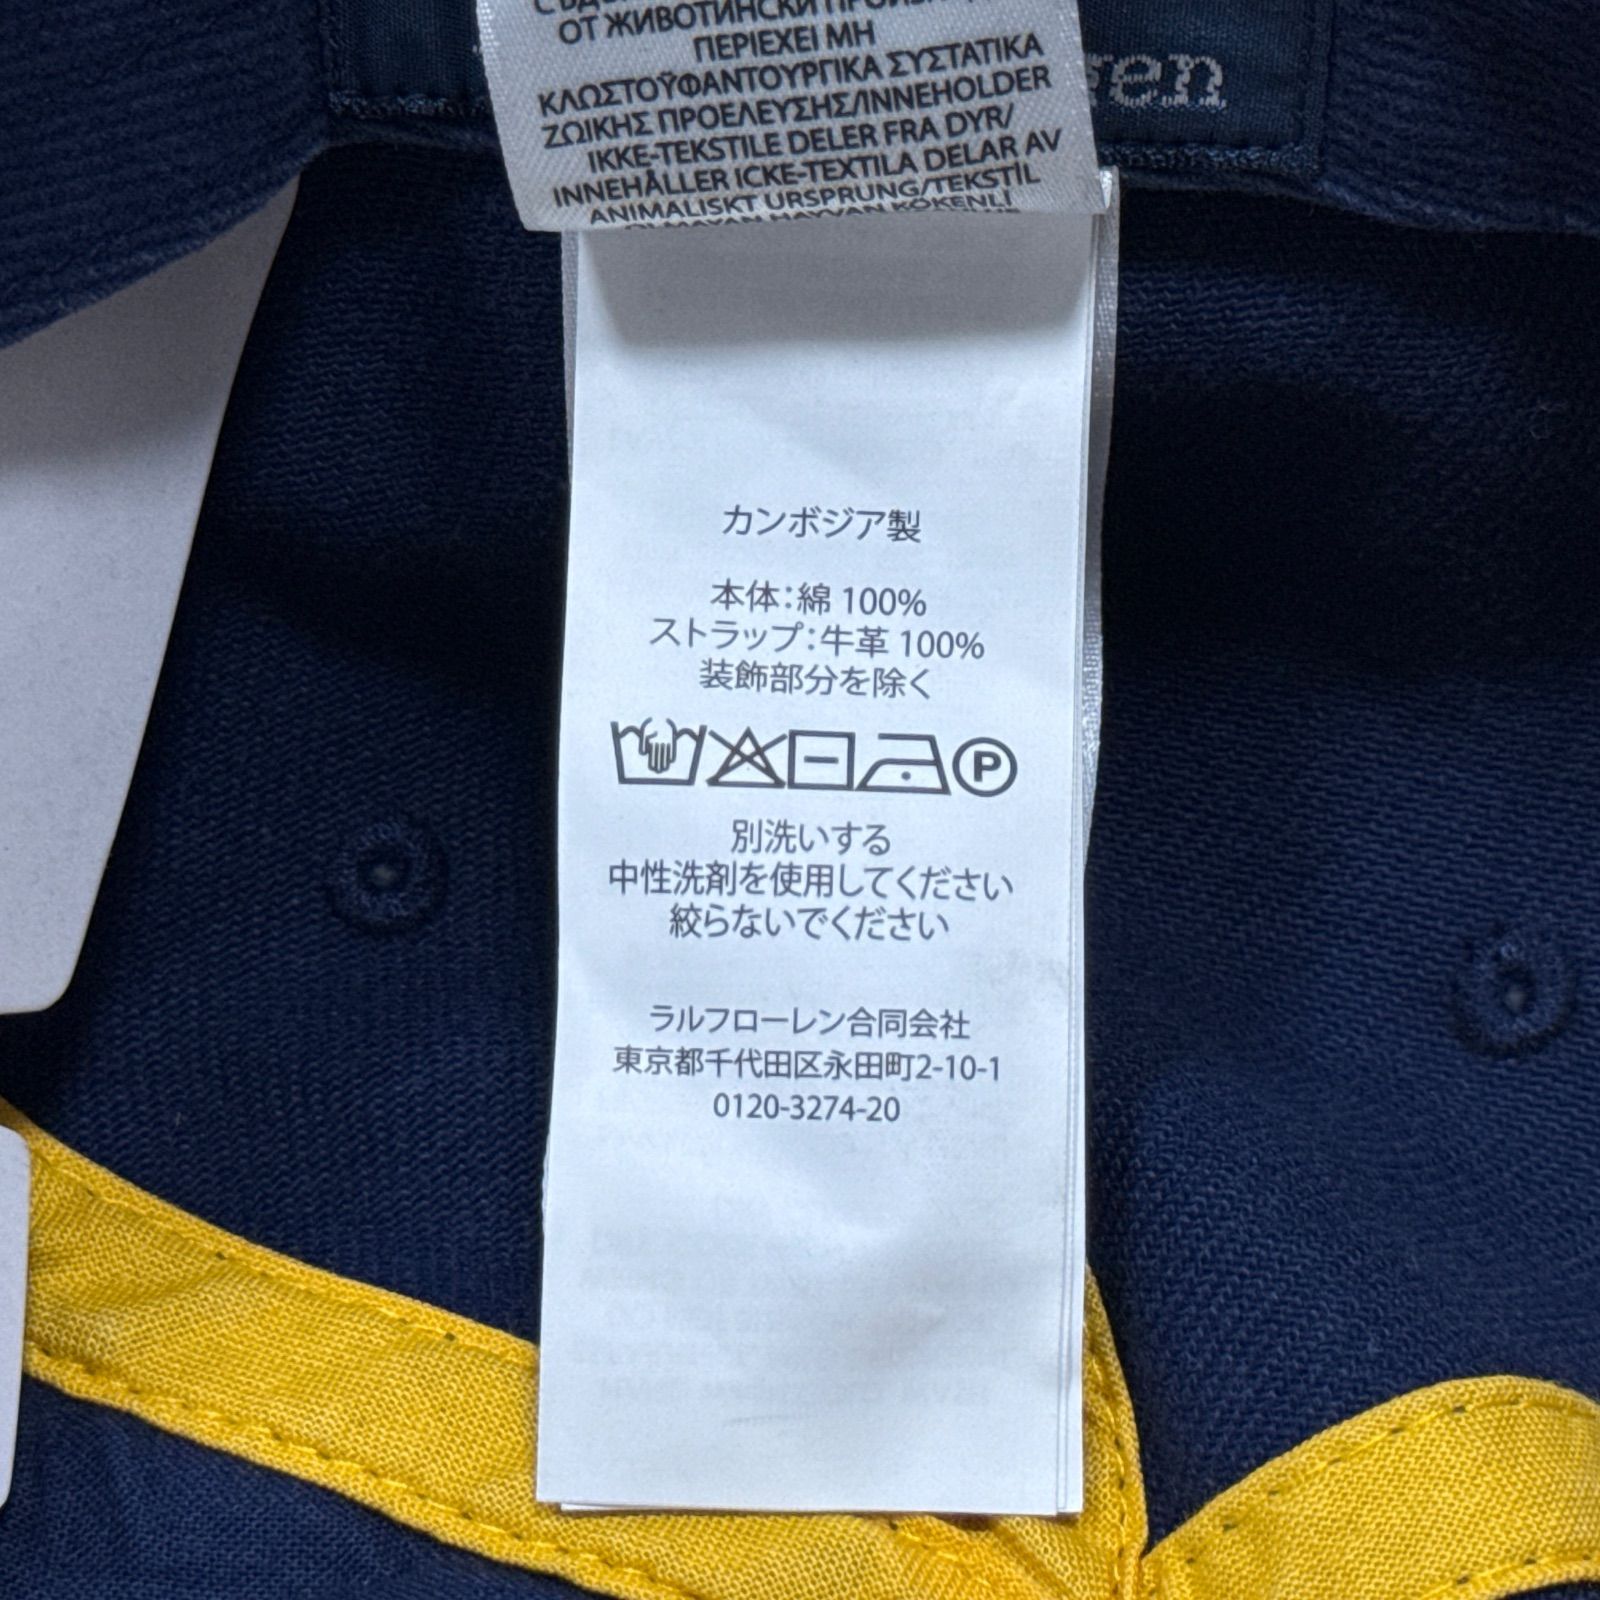 ОТ ЖИВОТИНСКИ
ΠΕΡΙΕΧΕΙ ΜΗ
ΚΛΩΣΤΟΫΦΑΝΤΟΥΡΓΙΚΑ ΣΥΣΤΑΤΙΚΑ
ΖΩΙΚΗΣ ΠΡΟΕΛΕΥΣΗΣ/INNEHOLDER
IKKE-TEKSTILE DELER FRA DYR/
INNEHÅLLER ICKE-TEXTILA DELAR AV
ANIMALISKT URSPRUNG/TEKSTİL
OLMAYAN HAYVAN KÖKENLİ
ren
カンボジア製
本体:綿 100%
ストラップ:牛革 100%
装飾部分を除く
P
別洗いする
中性洗剤を使用してください
絞らないでください
ラルフローレン合同会社
東京都千代田区永田町2-10-1
0120-3274-20